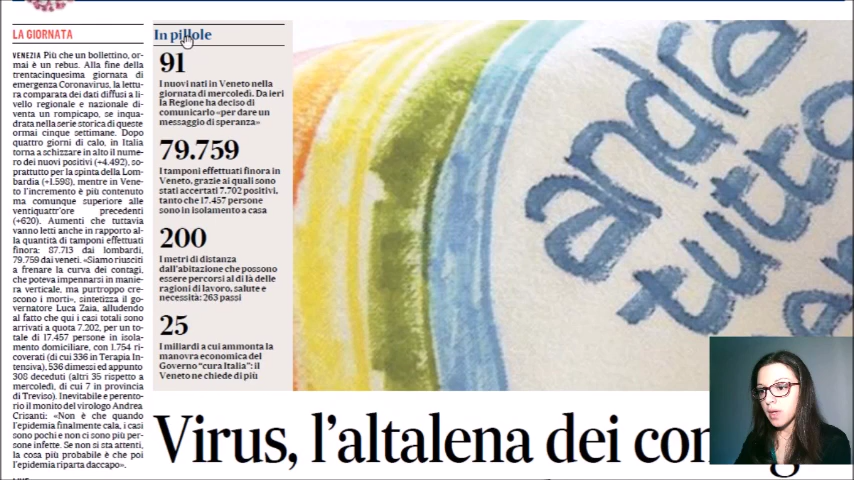 LA GIORNATA
VENEZIA Più che un bollettino, or-
mai è un rebus. Alla fine della
trentacinquesima giornata di
emergenza Coronavirus, la lettu-
ra comparata dei dati diffusi a li-
vello regionale e nazionale di-
venta un rompicapo, se inqua-
drata nella serie storica di queste
ormai cinque settimane. Dopo
quattro giorni di calo, in Italia
torna a schizzare in alto il nume-
ro dei nuovi positivi (+4.492), so-
prattutto per la spinta della Lom-
bardia (+1.598), mentre in Vene-
to l'incremento è più contenuto
ma comunque superiore alle
ventiquattr'ore precedenti
(+620). Aumenti che tuttavia
vanno letti anche in rapporto al-
la quantità di tamponi effettuati
finora: 87.713 dai lombardi,
79.759 dai veneti. «Siamo riusciti
a frenare la curva dei contagi,
che poteva impennarsi in manie-
ra verticale, ma purtroppo cre-
scono i morti», sintetizza il go-
vernatore Luca Zaia, alludendo
al fatto che qui i casi totali sono
arrivati a quota 7.202, per un to-
tale di 17.457 persone in isola-
mento domiciliare, con 1.754 ri-
coverati (di cui 336 in Terapia In-
tensiva), 536 dimessi ed appunto
308 deceduti (altri 35 rispetto a
mercoledì, di cui 7 in provincia
di Treviso). Inevitabile e perento-
rio il monito del virologo Andrea
Crisanti: «Non è che quando
l'epidemia finalmente cala, i casi
sono pochi e non ci sono più per-
sone infette. Se non si sta attenti,
la cosa più probabile è che poi
l'epidemia riparta daccapo».
In pillole
91
I nuovi nati in Veneto nella
giornata di mercoledì. Da ieri
la Regione ha deciso di
comunicarlo «per dare un
messaggio di speranza»
79.759
I tamponi effettuati finora in
Veneto, grazie ai quali sono
stati accertati 7.702 positivi,
tanto che 17.457 persone
sono in isolamento a casa
200
I metri di distanza
dall'abitazione che possono
essere percorsi al di là delle
ragioni di lavoro, salute e
necessità: 263 passi
25
I miliardi a cui ammonta la
manovra economica del
Governo "cura Italia": il
Veneto ne chiede di più
andrà
tutto
Virus, l'altalena dei con